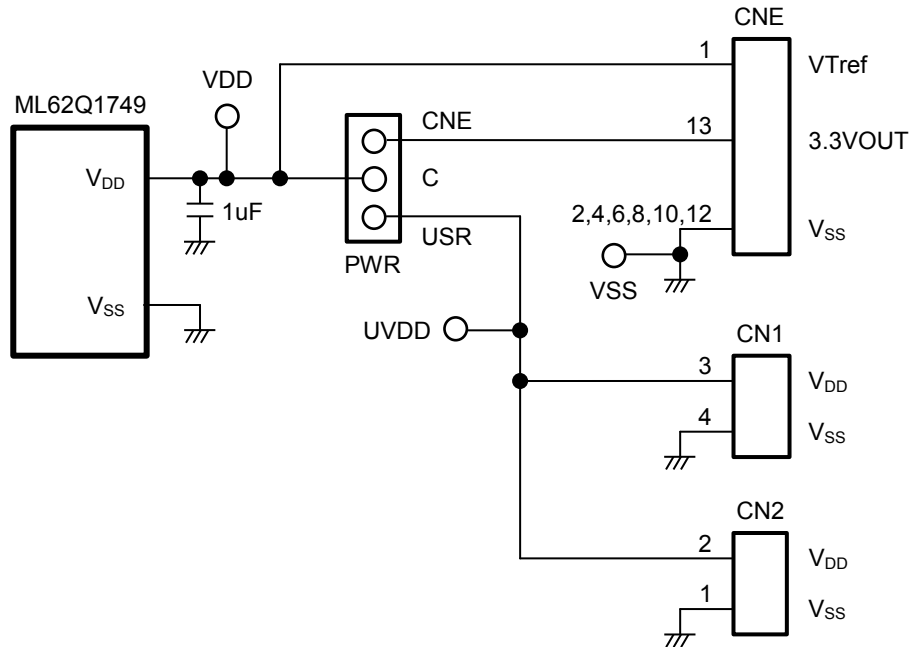 CNE
1 VTref
VDD
ML62Q1749
CNE
13 3.3VOUT
VDD
C
1uF
2,4,6,8,10,12 VSS
USR
PWR
VSS
VSS
UVDD
CN1
3 VDD
4 VSS
CN2
2 VDD
1 VSS